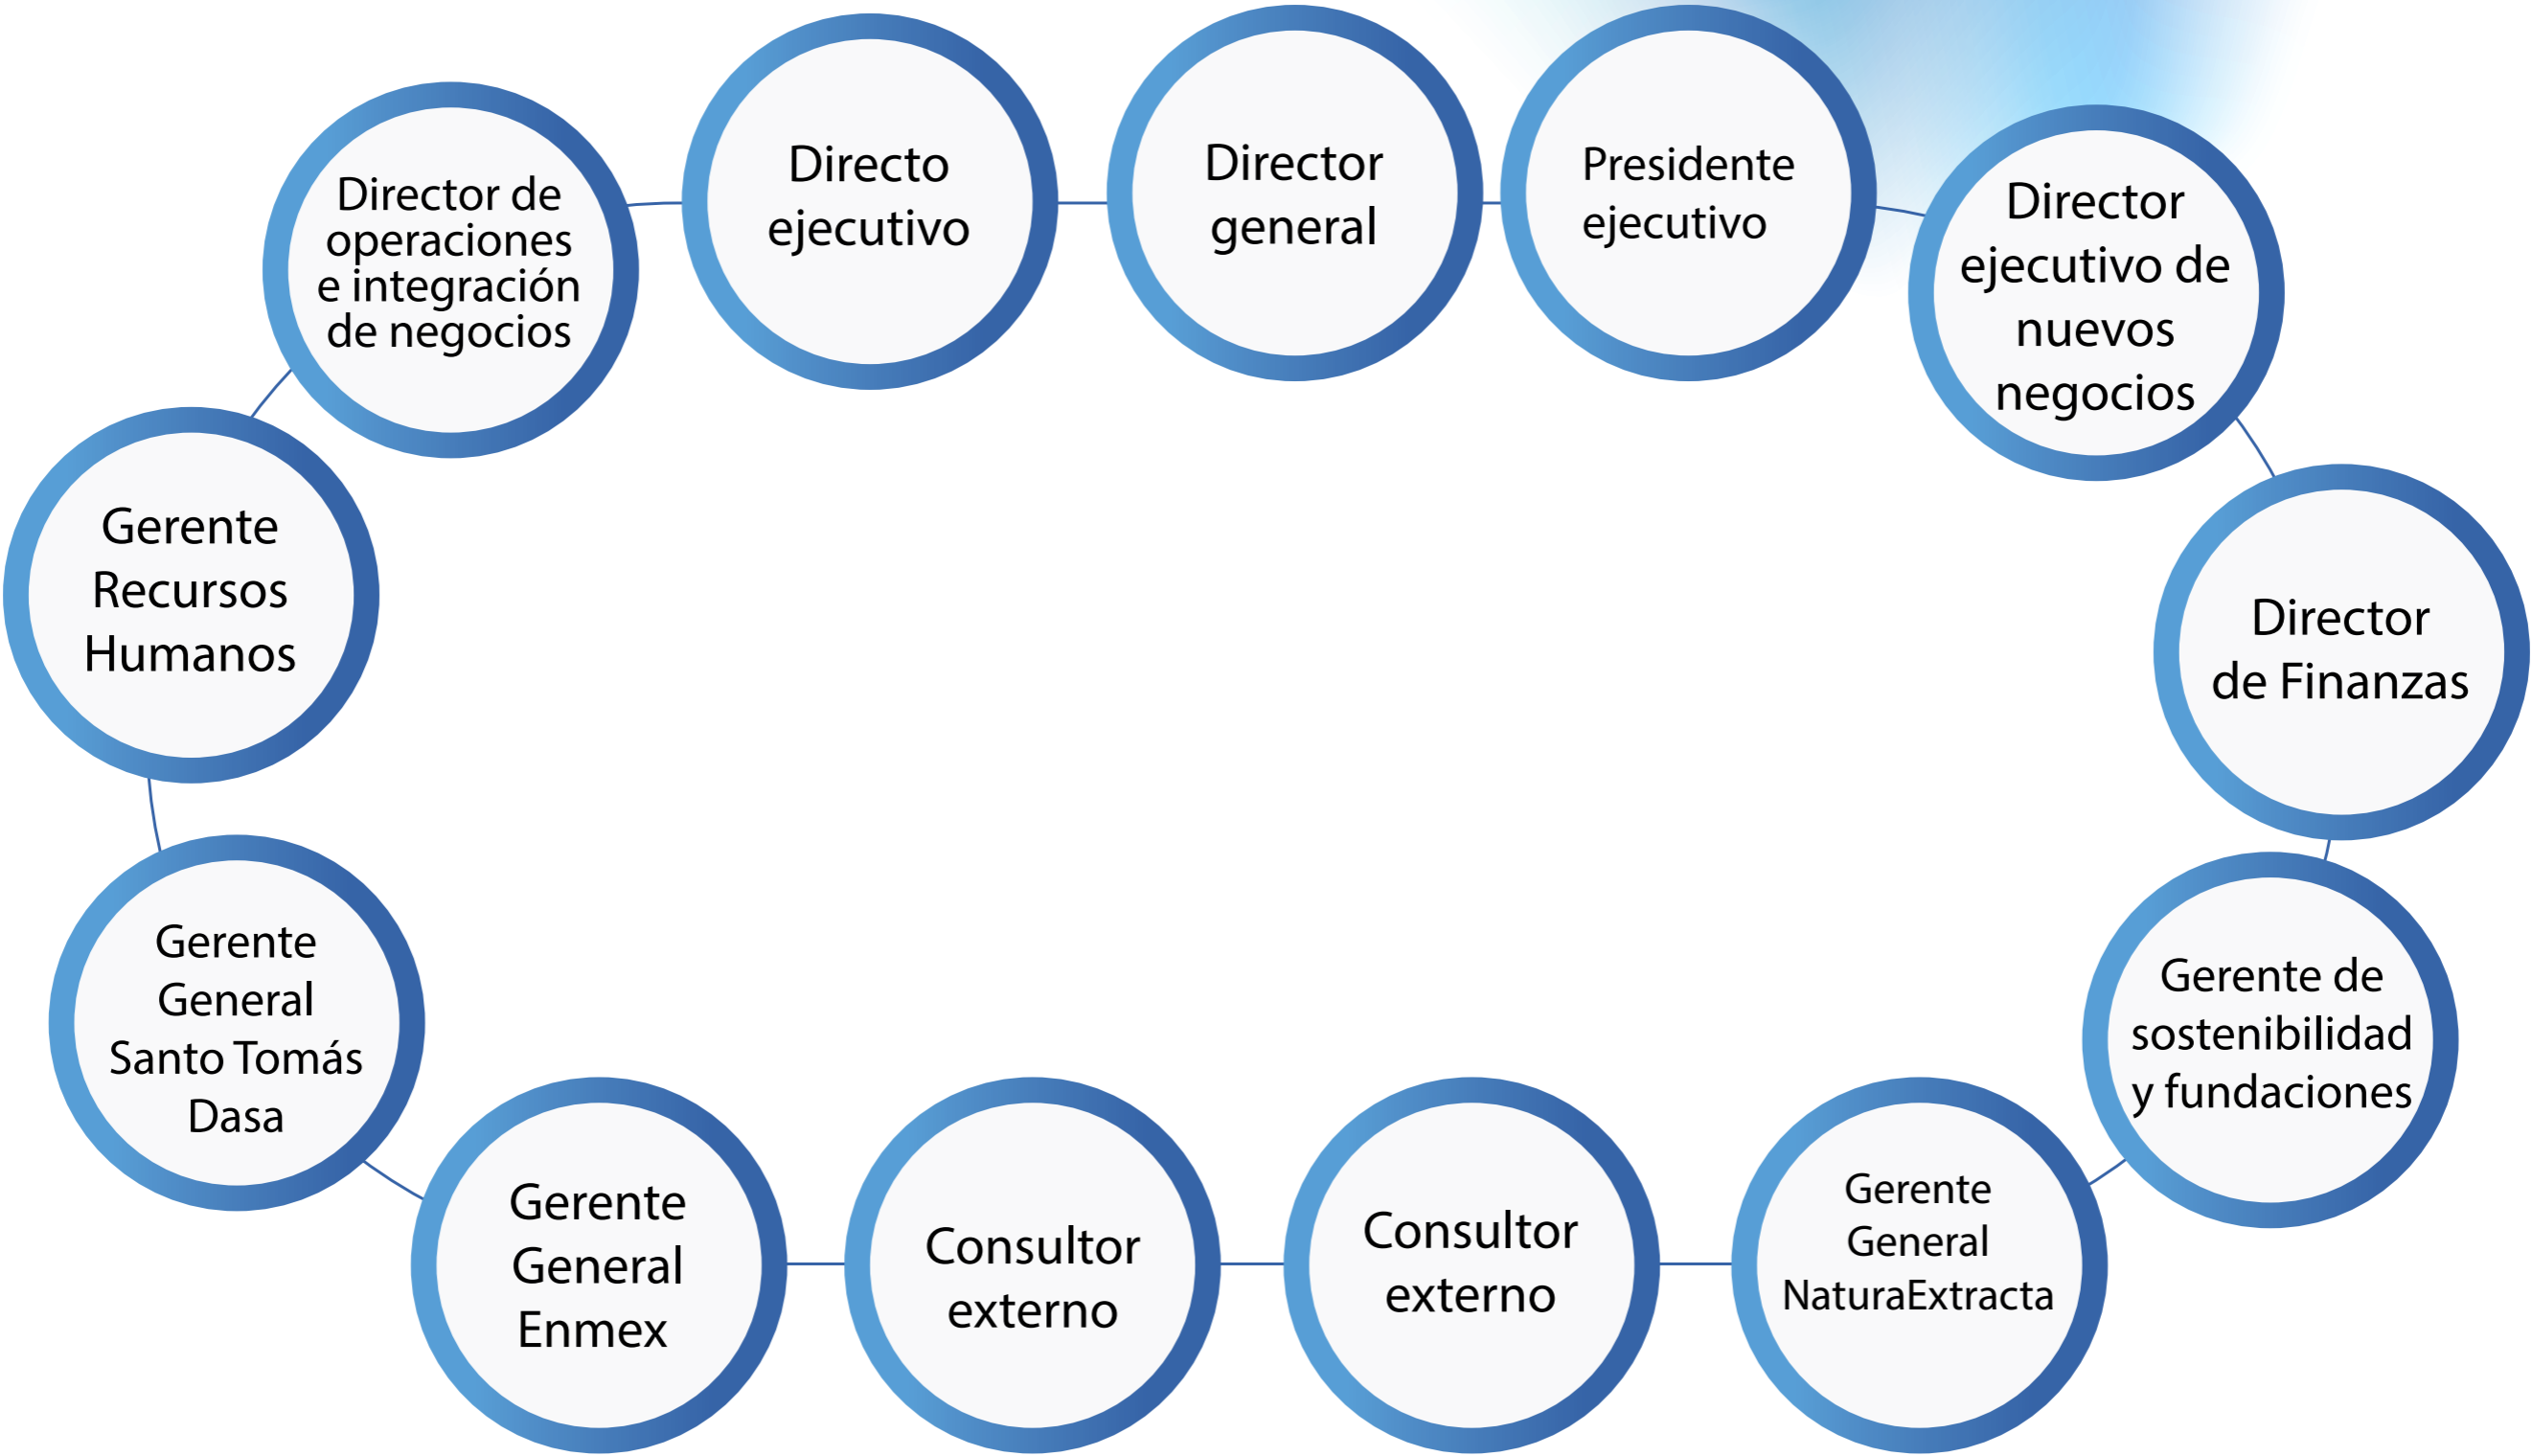 Director de
operaciones
e integración
de negocios
Directo
ejecutivo
Director
general
Presidente
ejecutivo
Director
ejecutivo de
nuevos
negocios
Director
de Finanzas
Gerente de
sostenibilidad
y fundaciones
Gerente
General
NaturaExtracta
Consultor
externo
Consultor
externo
Gerente
General
Enmex
Gerente
General
Santo Tomás
Dasa
Gerente
Recursos
Humanos